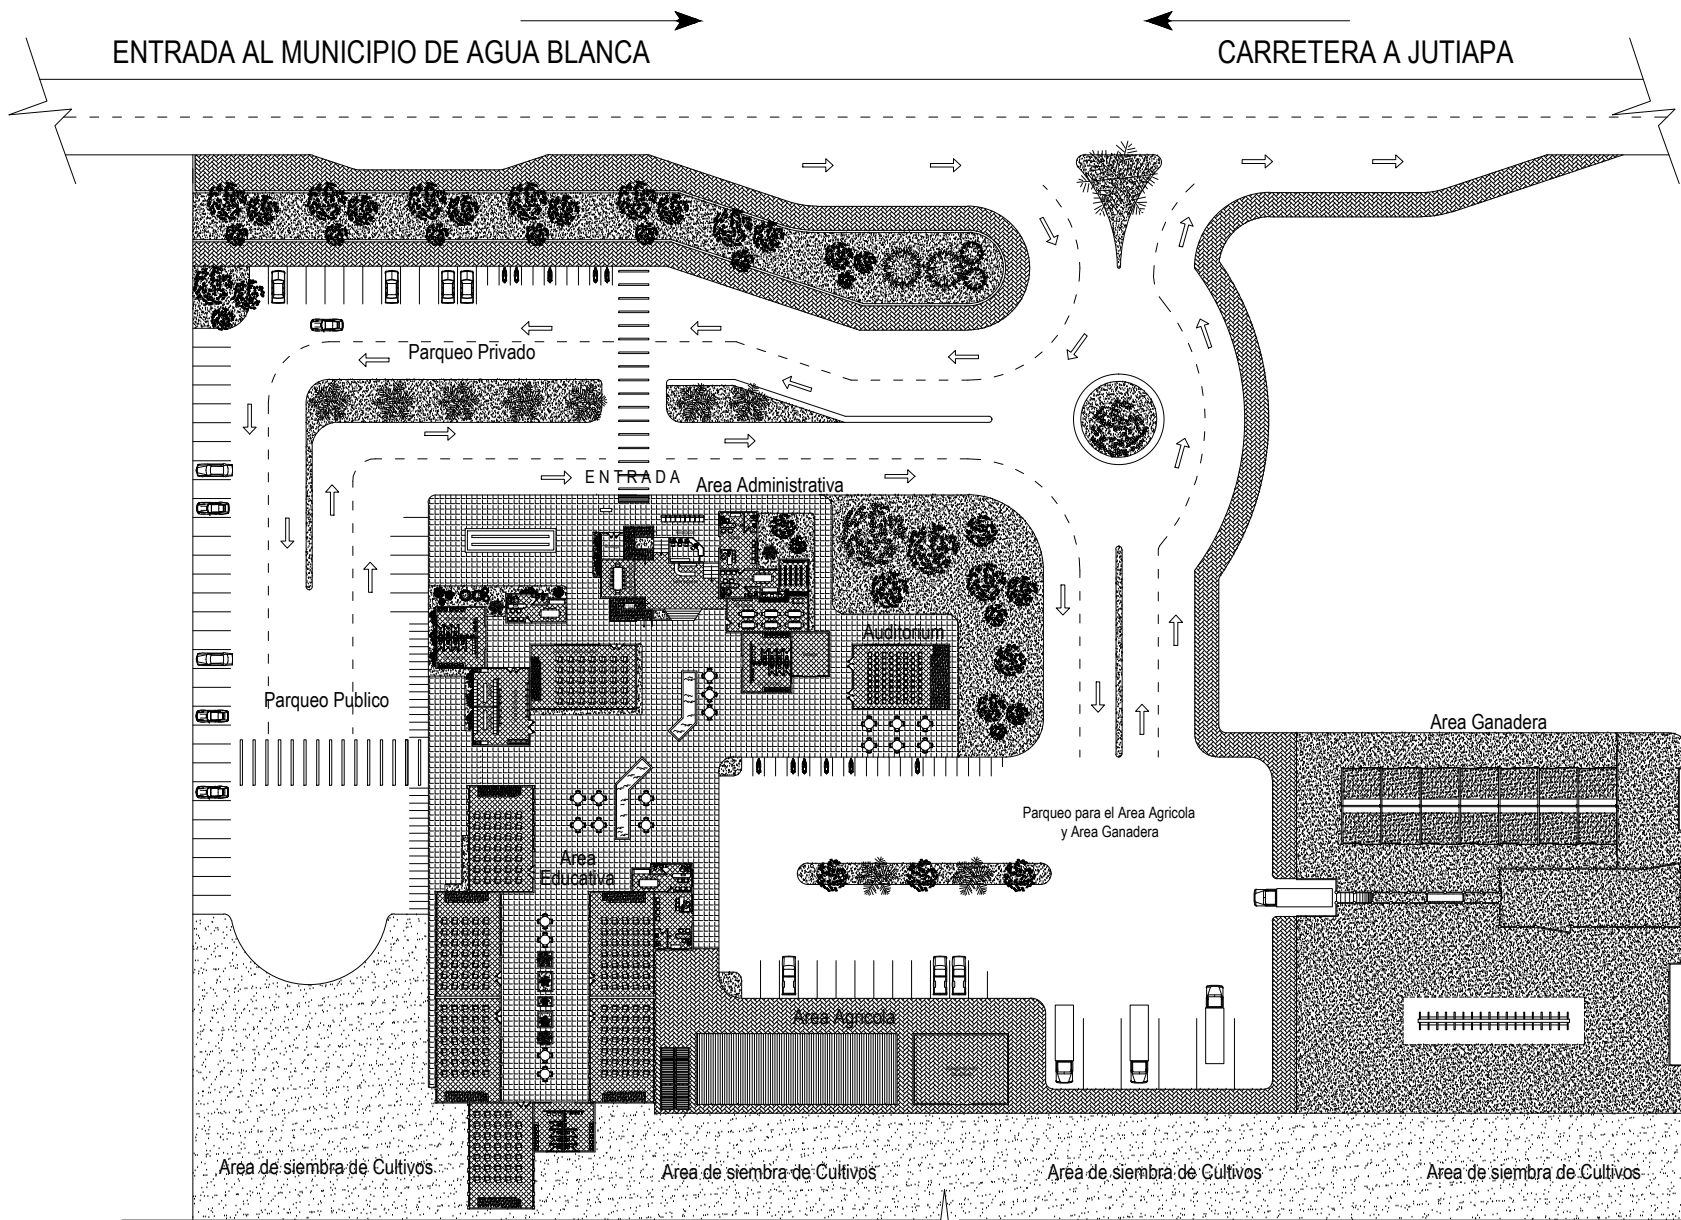 ENTRADA AL MUNICIPIO DE AGUA BLANCA
CARRETERA A JUTIAPA
Parqueo Privado
ENTRADA
Area Administrativa
Auditorium
Parqueo Publico
Area Ganadera
Parqueo para el Area Agricola
y Area Ganadera
Area
Educativa
Area Agricola
Area de siembra de Cultivos
Area de siembra de Cultivos
Area de siembra de Cultivos
Area de siembra de Cultivos